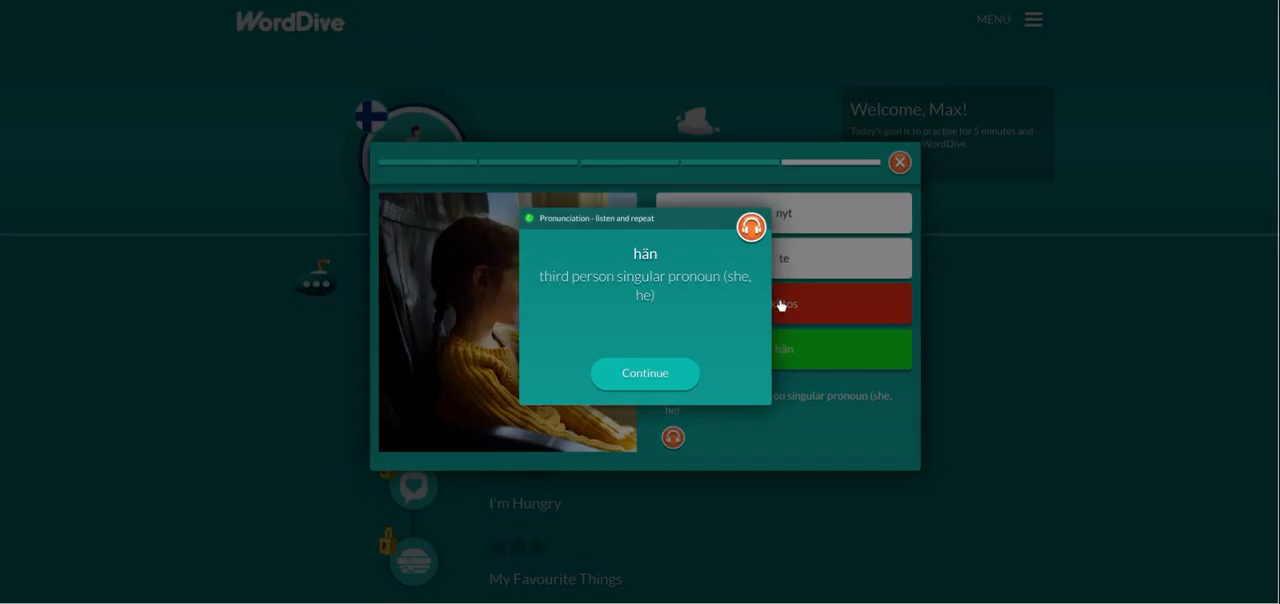 WordDive
MENU
Welcome, Max!
Today's goal is to practise for 5 minutes and
WordDive.
nyt
Pronunciation - listen and repeat
hän
third person singular pronoun (she,
he)
te
hän
Continue
on singular pronoun (she,
he)
I'm Hungry
My Favourite Things